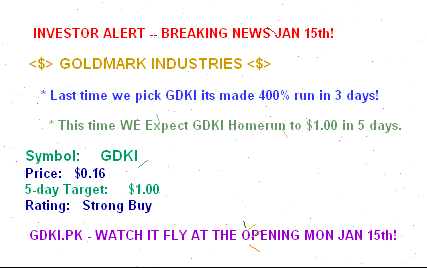 INVESTOR ALERT -- BREAKING NEWS JAN 15th!
<$> GOLDMARK INDUSTRIES <$>
* Last time we pick GDKI its made 400% run in 3 days!
* This time WE Expect GDKI Homerun to $1.00 in 5 days.
Symbol: GDKI
Price: $0.16
5-day Target: $1.00
Rating: Strong Buy
GDKI.PK - WATCH IT FLY AT THE OPENING MON JAN 15th!